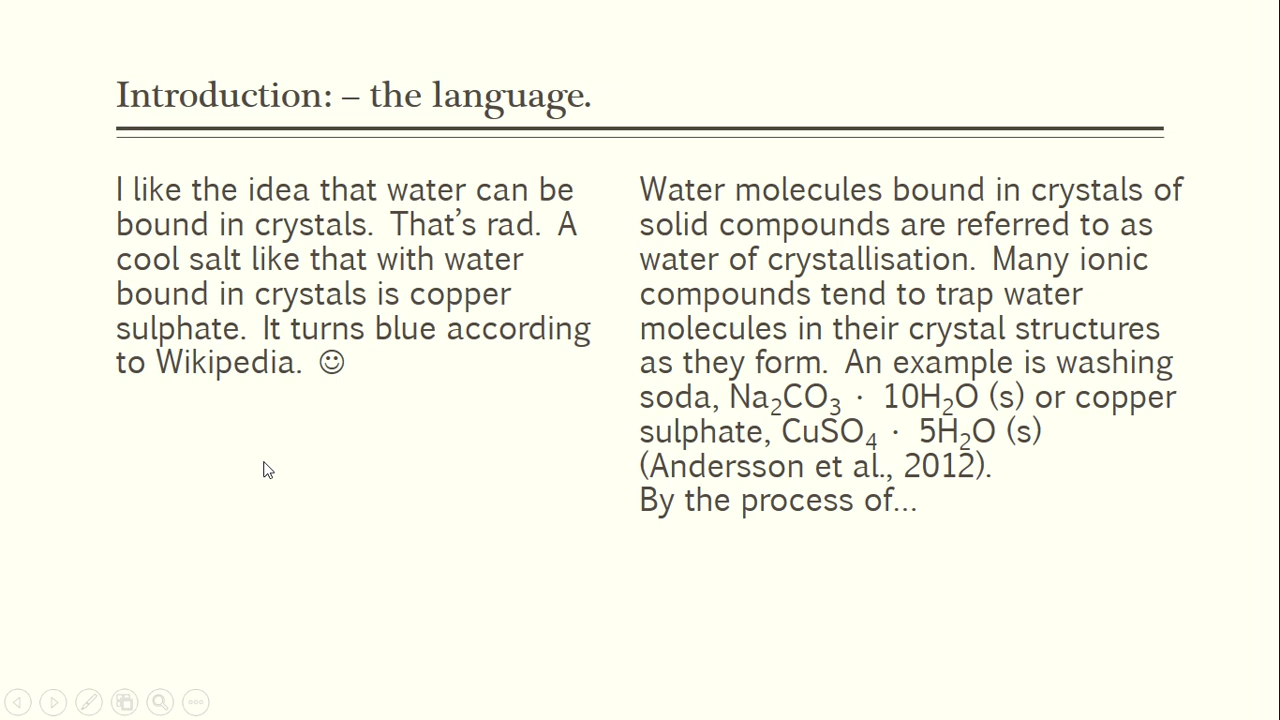 Introduction: – the language.
I like the idea that water can be
bound in crystals. That’s rad. A
cool salt like that with water
bound in crystals is copper
sulphate. It turns blue according
to Wikipedia. ☺
Water molecules bound in crystals of
solid compounds are referred to as
water of crystallisation. Many ionic
compounds tend to trap water
molecules in their crystal structures
as they form. An example is washing
soda, Na₂CO₃ · 10H₂O (s) or copper
sulphate, CuSO₄ · 5H₂O (s)
(Andersson et al., 2012).
By the process of…